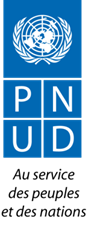 P N
U D
Au service
des peuples
et des nations